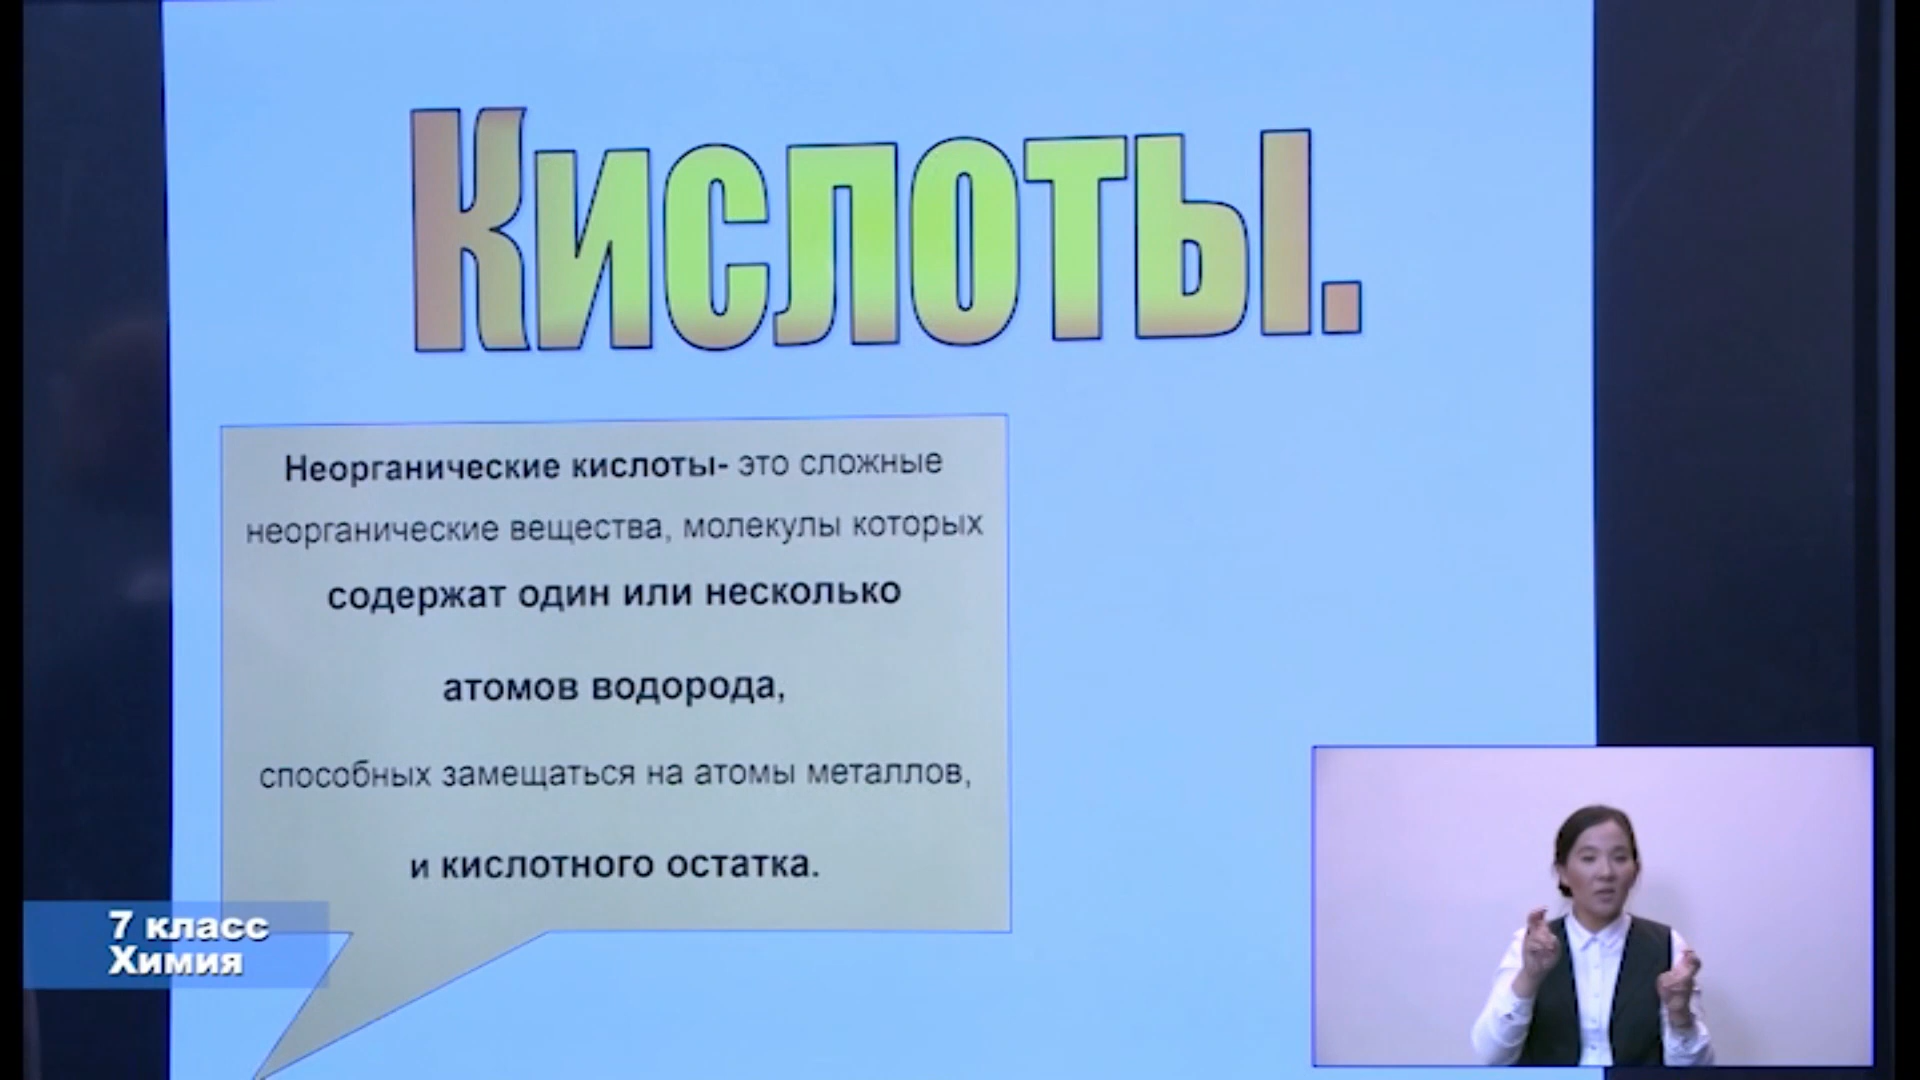 Кислоты.
Неорганические кислоты- это сложные
неорганические вещества, молекулы которых
содержат один или несколько
атомов водорода,
способных замещаться на атомы металлов,
и кислотного остатка.
7 класс
Химия